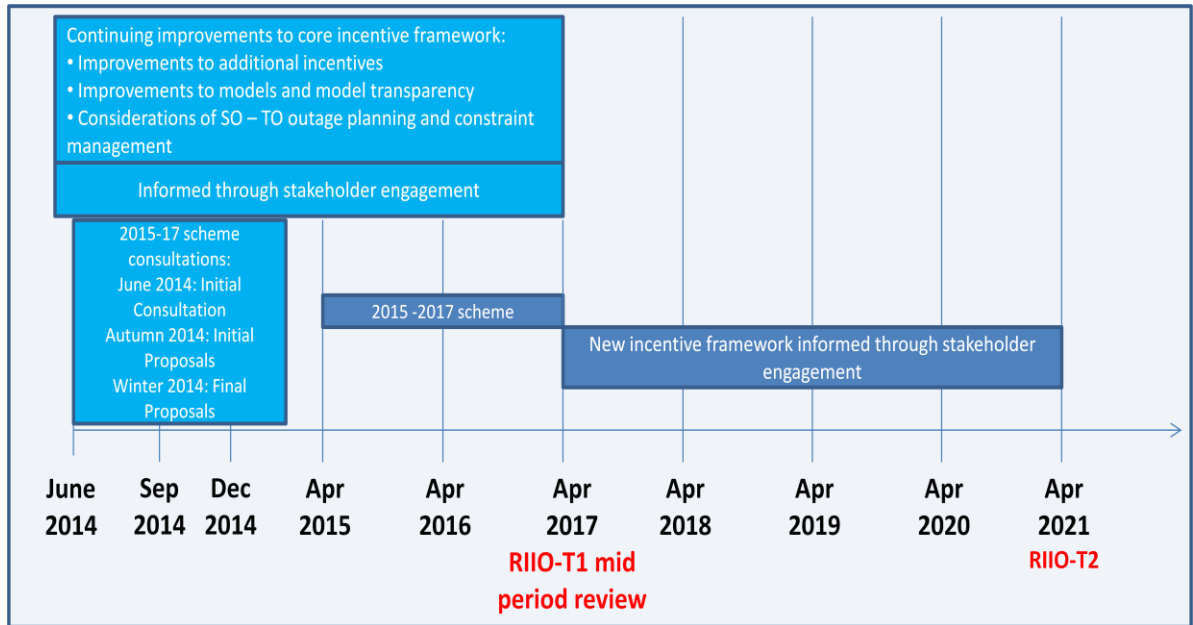 Continuing improvements to core incentive framework:
• Improvements to additional incentives
• Improvements to models and model transparency
• Considerations of SO – TO outage planning and constraint
management
Informed through stakeholder engagement
2015-17 scheme
consultations:
June 2014: Initial
Consultation
Autumn 2014: Initial
Proposals
Winter 2014: Final
Proposals
2015 -2017 scheme
New incentive framework informed through stakeholder
engagement
June
2014
Sep
2014
Dec
2014
Apr
2015
Apr
2016
Apr
2017
RIIO-T1 mid
period review
Apr
2018
Apr
2019
Apr
2020
Apr
2021
RIIO-T2